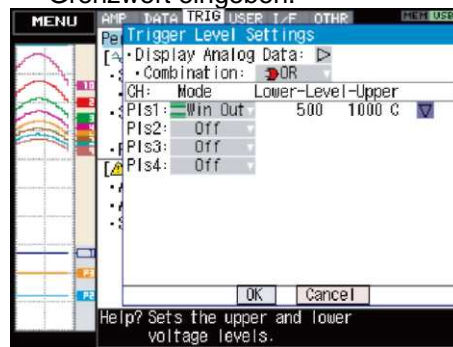 Grenzwert eingeben.
MENU AMP DATA TRIG USER I/F OTHR MEM USB
Trigger Level Settings
・Display Analog Data:
・Combination: OR
CH: Mode Lower-Level-Upper
Pls1: Win Out 500 1000 C
Pls2: Off
Pls3: Off
Pls4: Off
OK Cancel
Help? Sets the upper and lower
voltage levels.